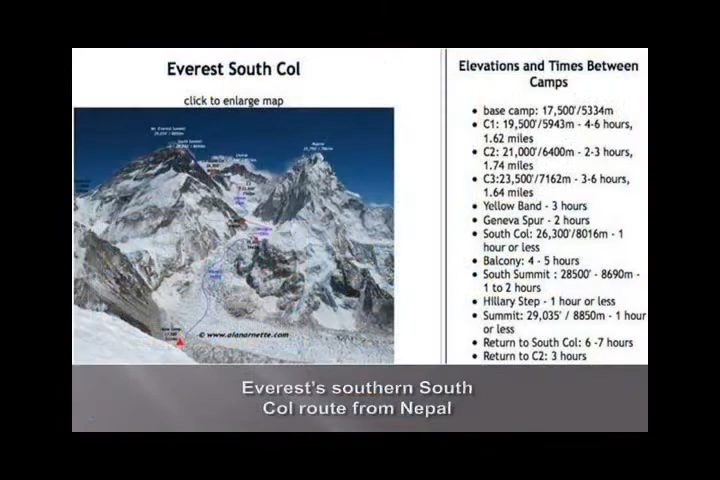 Everest South Col
click to enlarge map
© www.alanarnette.com
Elevations and Times Between
Camps
base camp: 17,500'/5334m
C1: 19,500'/5943m - 4-6 hours,
1.62 miles
C2: 21,000'/6400m - 2-3 hours,
1.74 miles
C3:23,500'/7162m - 3-6 hours,
1.64 miles
Yellow Band - 3 hours
Geneva Spur - 2 hours
South Col: 26,300'/8016m - 1
hour or less
Balcony: 4 - 5 hours
South Summit : 28500' - 8690m -
1 to 2 hours
Hillary Step - 1 hour or less
Summit: 29,035' / 8850m - 1 hour
or less
Return to South Col: 6 -7 hours
Return to C2: 3 hours
Everest's southern South
Col route from Nepal